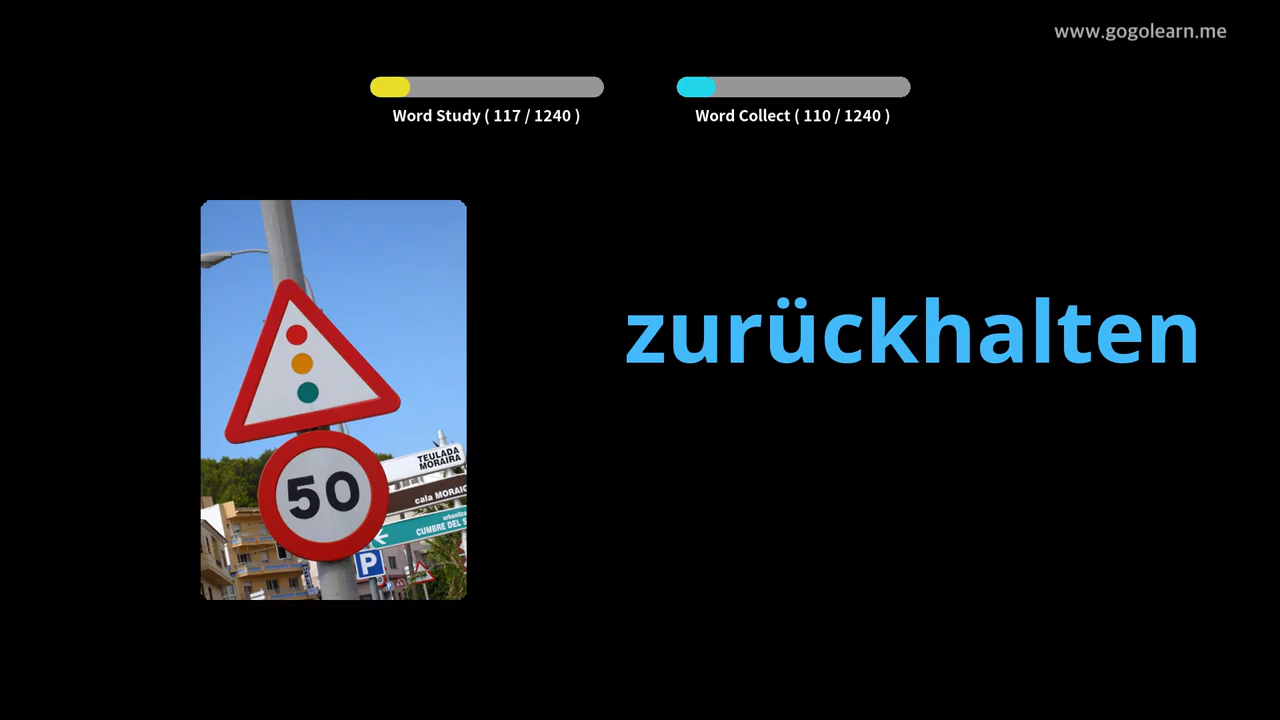 www.gogolearn.me
Word Study ( 117 / 1240 )
Word Collect ( 110 / 1240 )
zurückhalten
50
TEULADA
MORAIRA
cala MORAIG
CUMBRE DEL S
P